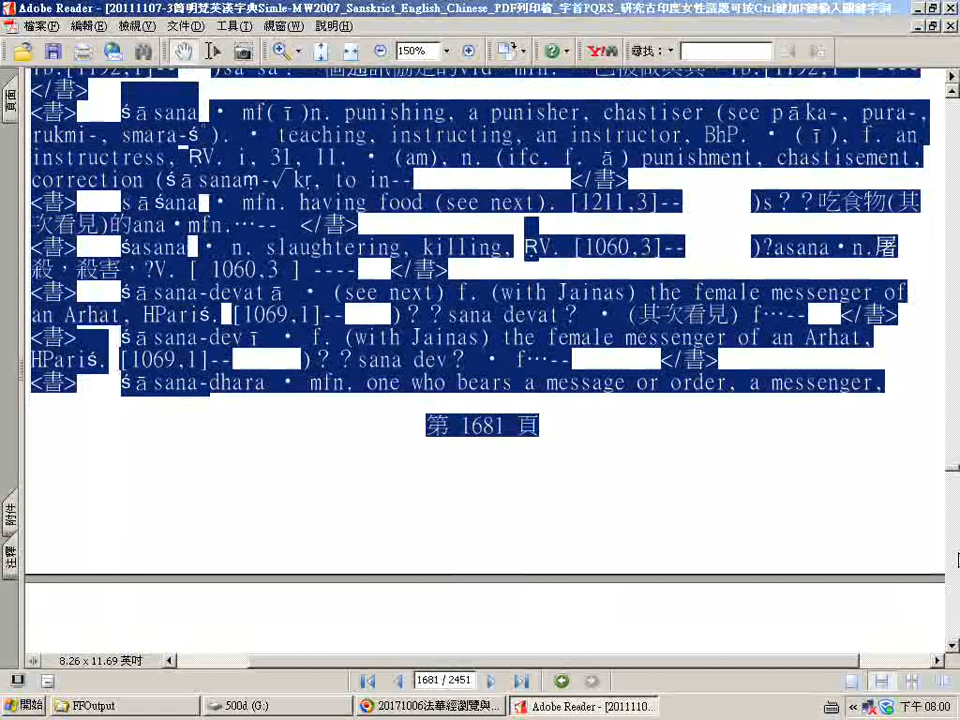 Adobe Reader - [20111107-3簡明梵英漢字典Simle-MW2007_Sanskrict_English_Chinese_PDF列印檔_字首PQRS_研究古印度女性議題可按Ctrl鍵加F鍵輸入關鍵字詞
檔案(F) 編輯(E) 檢視(V) 文件(D) 工具(T) 視窗(W) 說明(H)
150% 尋找：
頁面
</書>
<書> śāsana • mf(ī)n. punishing, a punisher, chastiser (see pāka-, pura-,
rukmi-, smara-ś°). • teaching, instructing, an instructor, BhP. • (ī), f. an
instructress, ṚV. i, 31, 11. • (am), n. (ifc. f. ā) punishment, chastisement,
correction (śāsanaṃ-√kṛ, to in-- </書>
<書> sāśana • mfn. having food (see next). [1211,3]-- )s？？吃食物(其
次看見)的ana•mfn.…-- </書>
<書> śasana • n. slaughtering, killing, ṚV. [1060,3]-- )?asana•n.屠
殺，殺害，?V. [ 1060,3 ] ---- </書>
<書> śāsana-devatā • (see next) f. (with Jainas) the female messenger of
an Arhat, HPariś. [1069,1]-- )？？sana devat？ • (其次看見) f…-- </書>
<書> śāsana-devī • f. (with Jainas) the female messenger of an Arhat,
HPariś. [1069,1]-- )？？sana dev？ • f…-- </書>
<書> śāsana-dhara • mfn. one who bears a message or order, a messenger,
第 1681 頁
附件
注釋
8.26 x 11.69 英吋
1681 / 2451
開始 FFOutput 500d (G:) 20171006法華經瀏覽與... Adobe Reader - [2011110... 下午 08:00